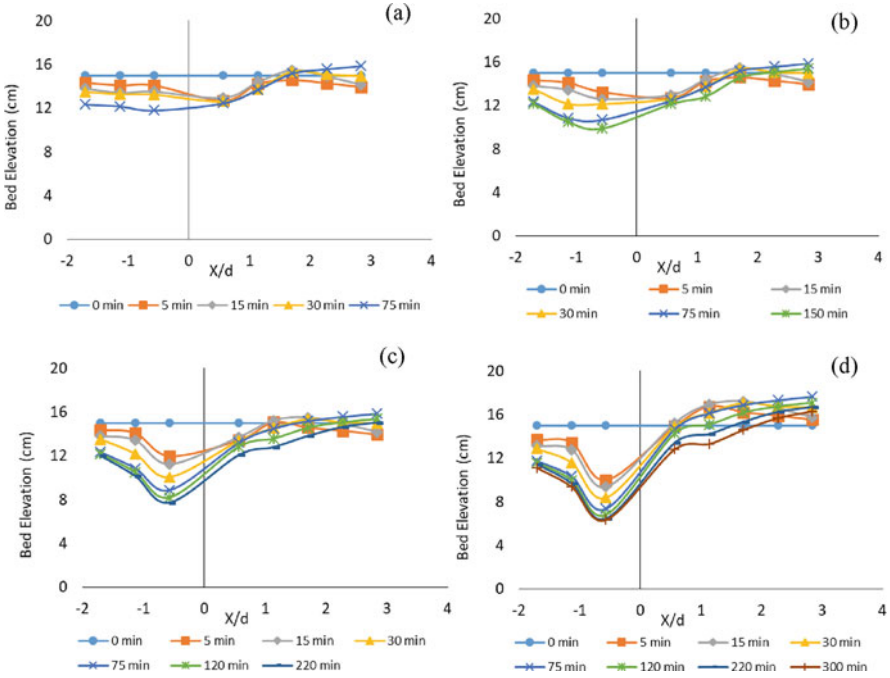 (a)
20
16
12
8
4
0
Bed Elevation (cm)
-2 -1 0 1 2 3 4
X/d
0 min 5 min 15 min 30 min 75 min
(b)
20
16
12
8
4
0
Bed Elevation (cm)
-2 -1 0 1 2 3 4
X/d
0 min 5 min 15 min
30 min 75 min 150 min
(c)
20
16
12
8
4
0
Bed Elevation (cm)
-2 -1 0 1 2 3 4
X/d
0 min 5 min 15 min 30 min
75 min 120 min 220 min
(d)
20
16
12
8
4
0
Bed Elevation (cm)
-2 -1 0 1 2 3 4
X/d
0 min 5 min 15 min 30 min
75 min 120 min 220 min 300 min